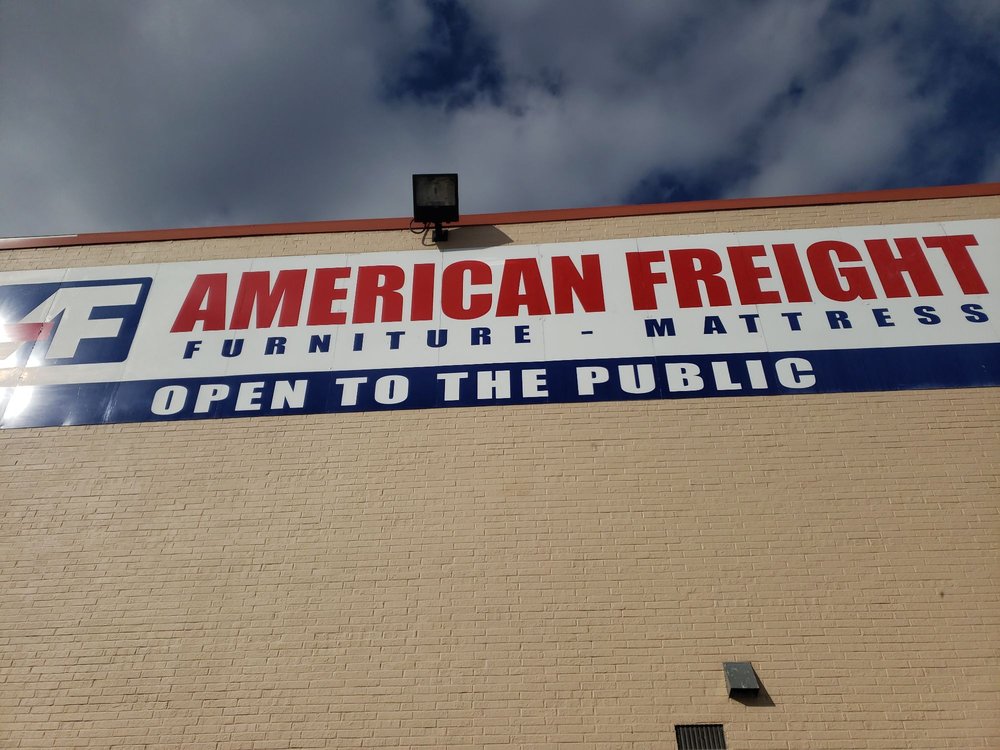 AF
AMERICAN FREIGHT
FURNITURE - MATTRESS
OPEN TO THE PUBLIC